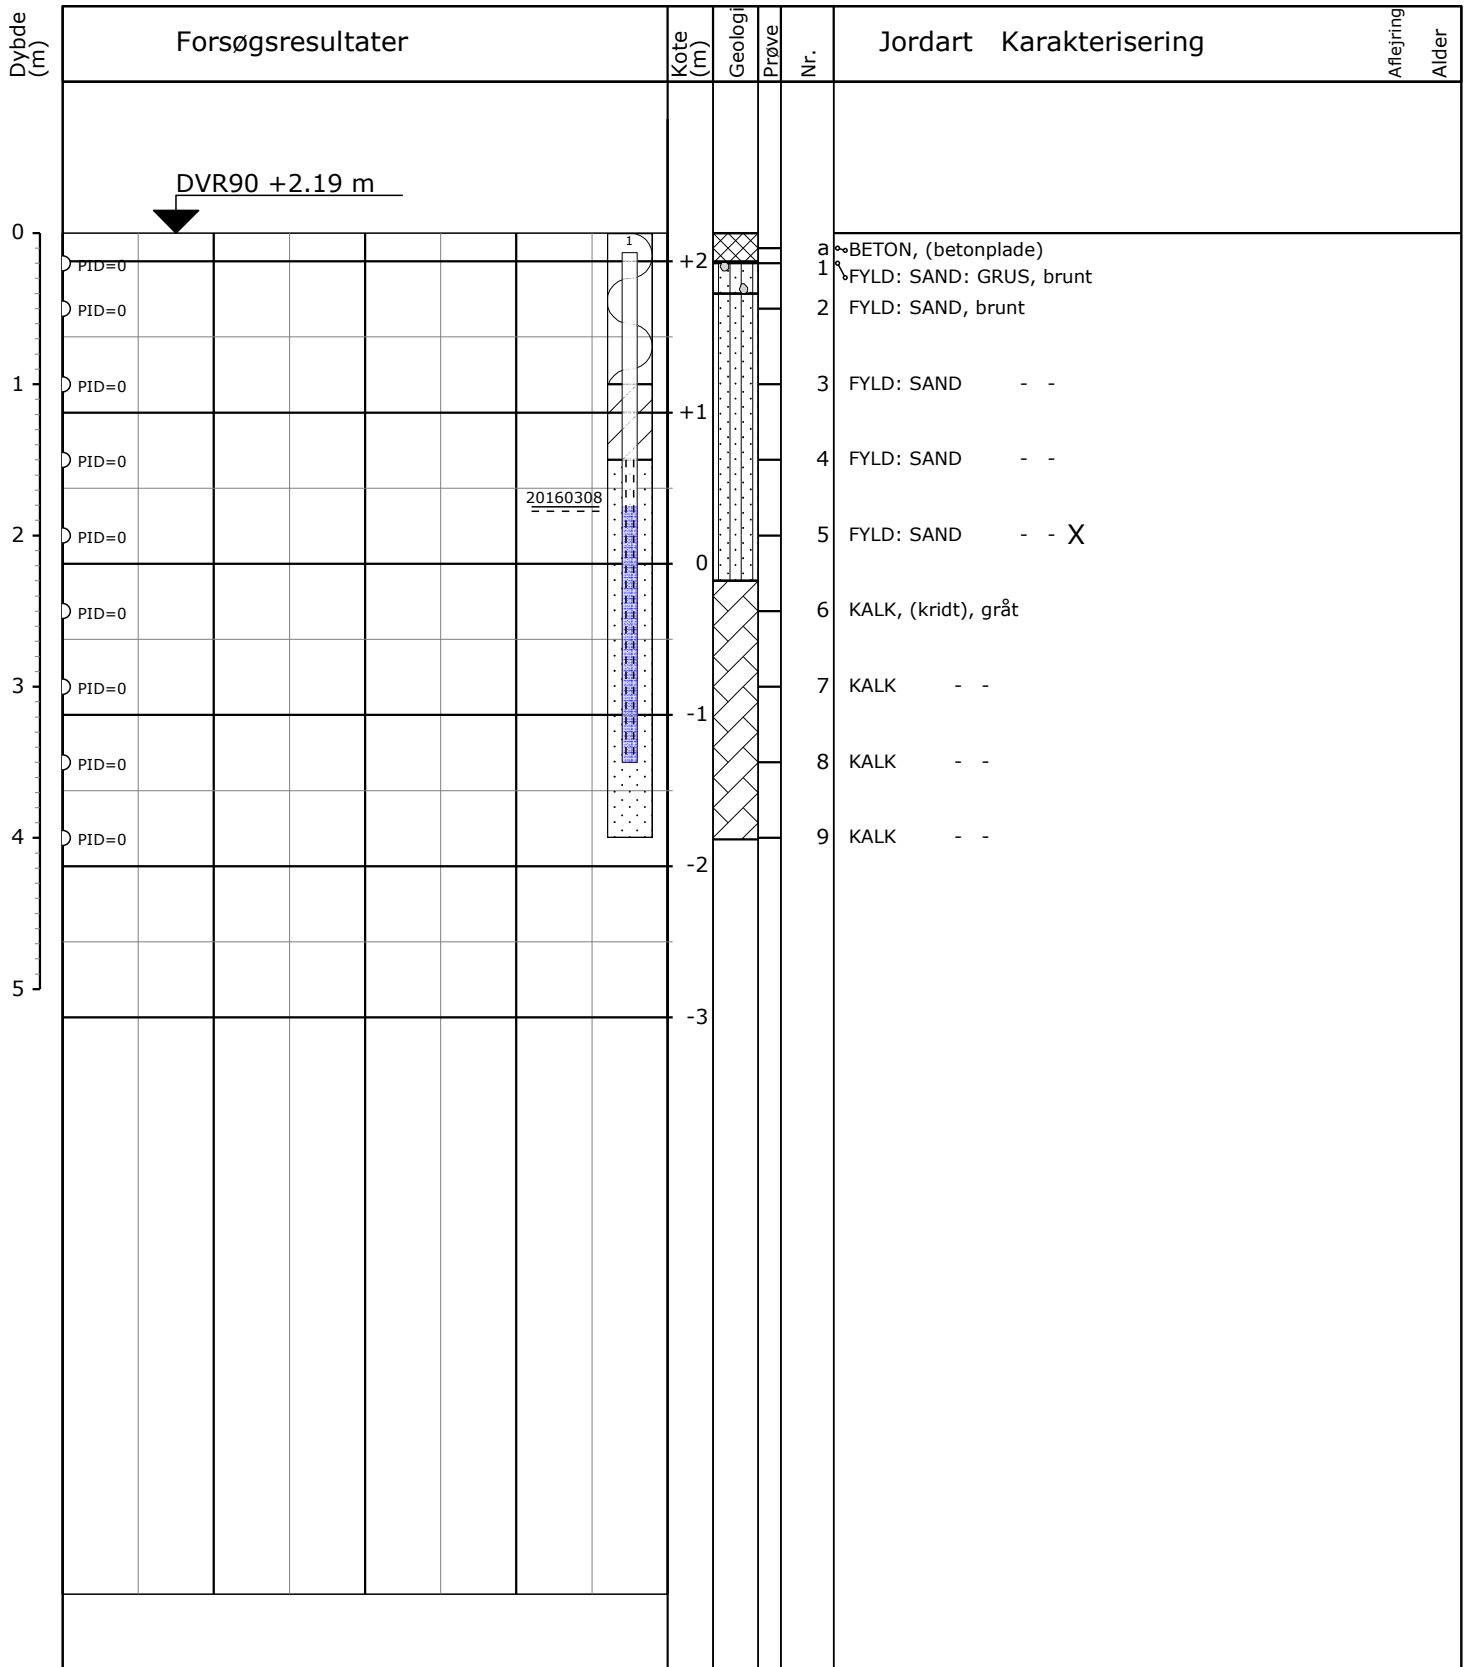 Dybde (m)
Forsøgsresultater
Kote (m)
Geologi
Prøve
Nr.
Jordart Karakterisering
Aflejring
Alder
DVR90 +2.19 m
0
1
a BETON, (betonplade)
PID=0
+2
1 FYLD: SAND: GRUS, brunt
PID=0
2 FYLD: SAND, brunt
1
PID=0
3 FYLD: SAND - -
+1
PID=0
4 FYLD: SAND - -
20160308
2
PID=0
5 FYLD: SAND - - X
0
PID=0
6 KALK, (kridt), gråt
3
PID=0
7 KALK - -
-1
PID=0
8 KALK - -
4
PID=0
9 KALK - -
-2
5
-3